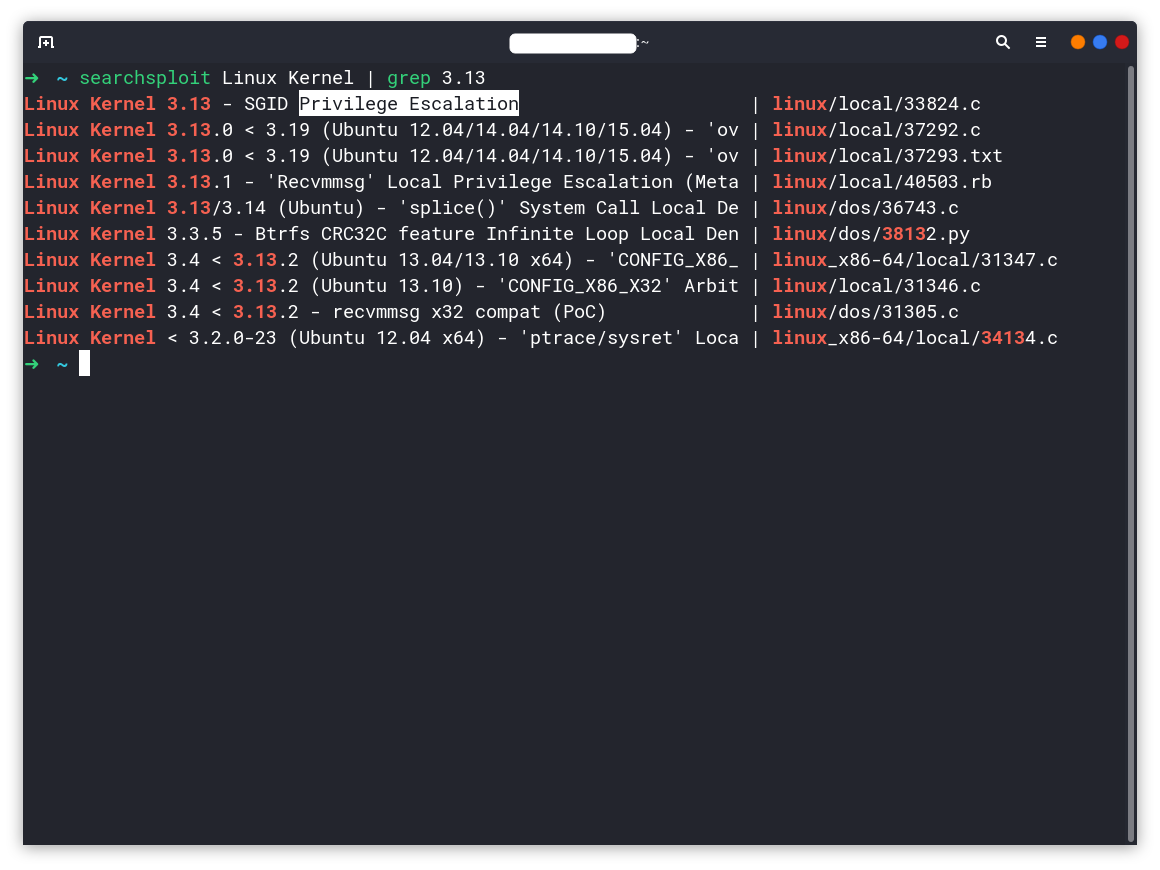 :~
➜ ~ searchsploit Linux Kernel | grep 3.13
Linux Kernel 3.13 - SGID Privilege Escalation | linux/local/33824.c
Linux Kernel 3.13.0 < 3.19 (Ubuntu 12.04/14.04/14.10/15.04) - 'ov | linux/local/37292.c
Linux Kernel 3.13.0 < 3.19 (Ubuntu 12.04/14.04/14.10/15.04) - 'ov | linux/local/37293.txt
Linux Kernel 3.13.1 - 'Recvmmsg' Local Privilege Escalation (Meta | linux/local/40503.rb
Linux Kernel 3.13/3.14 (Ubuntu) - 'splice()' System Call Local De | linux/dos/36743.c
Linux Kernel 3.3.5 - Btrfs CRC32C feature Infinite Loop Local Den | linux/dos/38132.py
Linux Kernel 3.4 < 3.13.2 (Ubuntu 13.04/13.10 x64) - 'CONFIG_X86_ | linux_x86-64/local/31347.c
Linux Kernel 3.4 < 3.13.2 (Ubuntu 13.10) - 'CONFIG_X86_X32' Arbit | linux/local/31346.c
Linux Kernel 3.4 < 3.13.2 - recvmmsg x32 compat (PoC) | linux/dos/31305.c
Linux Kernel < 3.2.0-23 (Ubuntu 12.04 x64) - 'ptrace/sysret' Loca | linux_x86-64/local/34134.c
➜ ~